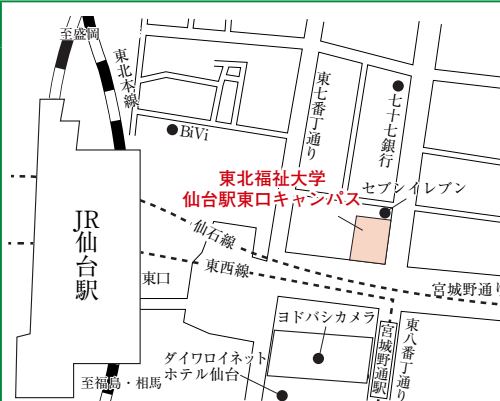 至盛岡
東北本線
BiVi
東七番丁通り
七十七銀行
東北福祉大学
仙台駅東口キャンパス
セブンイレブン
JR仙台駅
仙石線
東西線
東口
宮城野通り
ヨドバシカメラ
宮城野通駅
東八番丁通り
ダイワロイネット
ホテル仙台
至福島・相馬